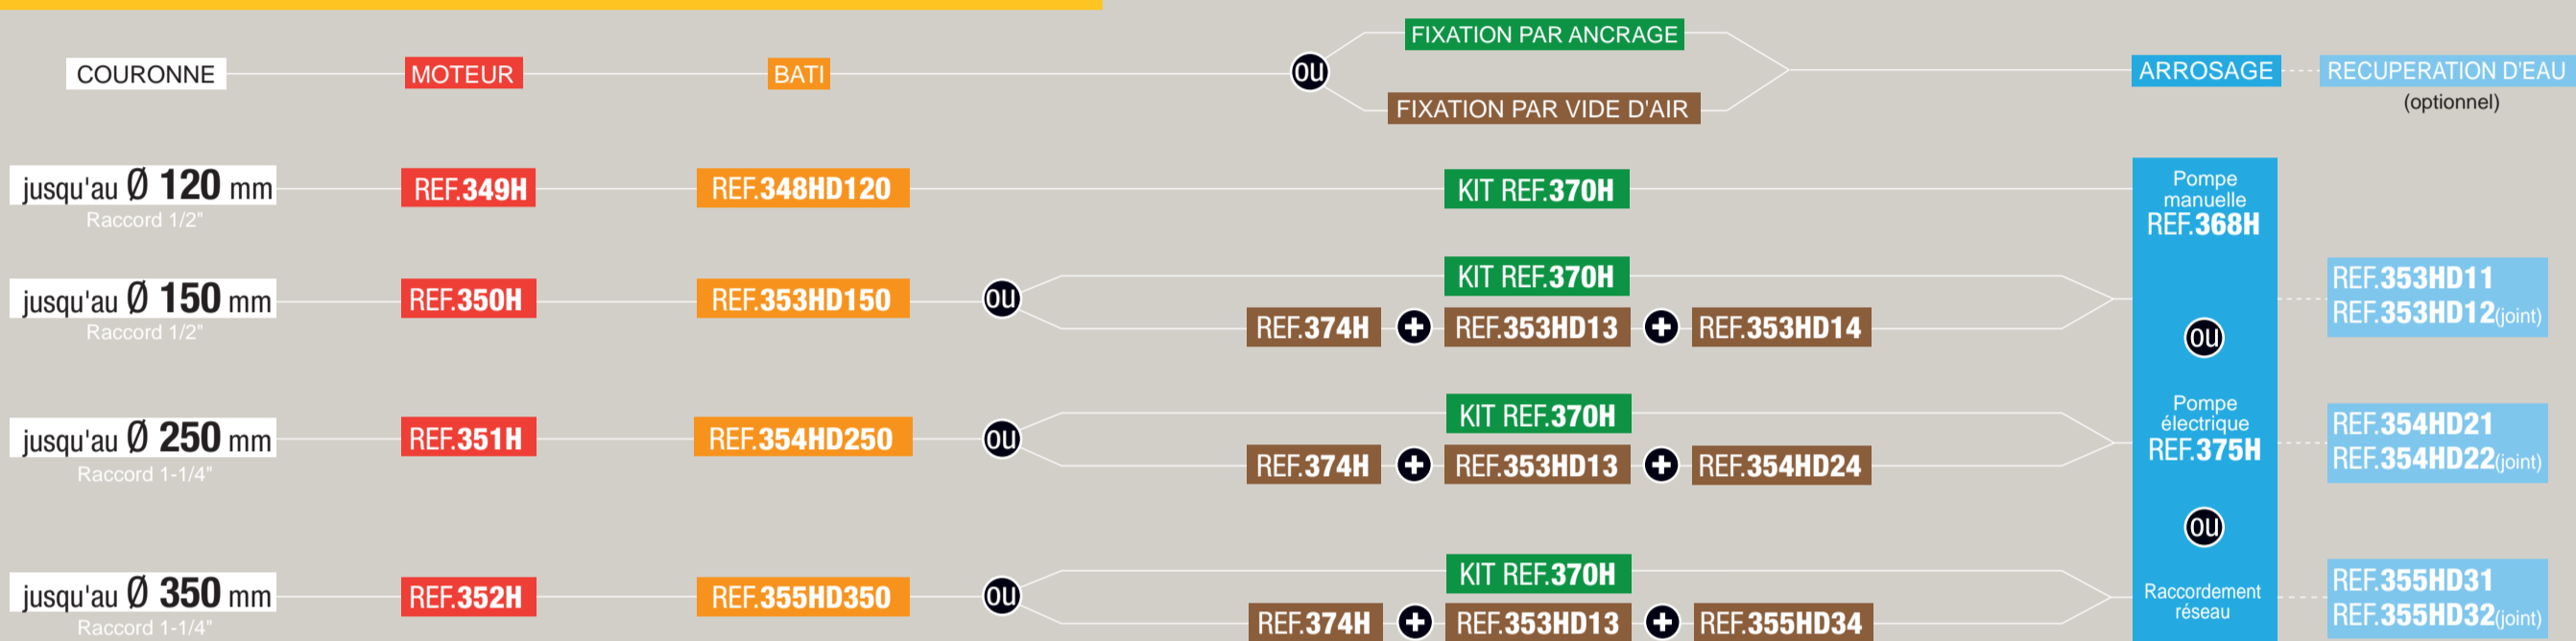 COURONNE
MOTEUR
BATI
OU
FIXATION PAR ANCRAGE
FIXATION PAR VIDE D'AIR
ARROSAGE
RECUPERATION D'EAU
(optionnel)
jusqu'au Ø 120 mm
Raccord 1/2"
REF.349H
REF.348HD120
KIT REF.370H
jusqu'au Ø 150 mm
Raccord 1/2"
REF.350H
REF.353HD150
OU
KIT REF.370H
REF.374H + REF.353HD13 + REF.353HD14
REF.353HD11
REF.353HD12(joint)
jusqu'au Ø 250 mm
Raccord 1-1/4"
REF.351H
REF.354HD250
OU
KIT REF.370H
REF.374H + REF.353HD13 + REF.354HD24
REF.354HD21
REF.354HD22(joint)
jusqu'au Ø 350 mm
Raccord 1-1/4"
REF.352H
REF.355HD350
OU
KIT REF.370H
REF.374H + REF.353HD13 + REF.355HD34
REF.355HD31
REF.355HD32(joint)
Pompe
manuelle
REF.368H
OU
Pompe
électrique
REF.375H
OU
Raccordement
réseau